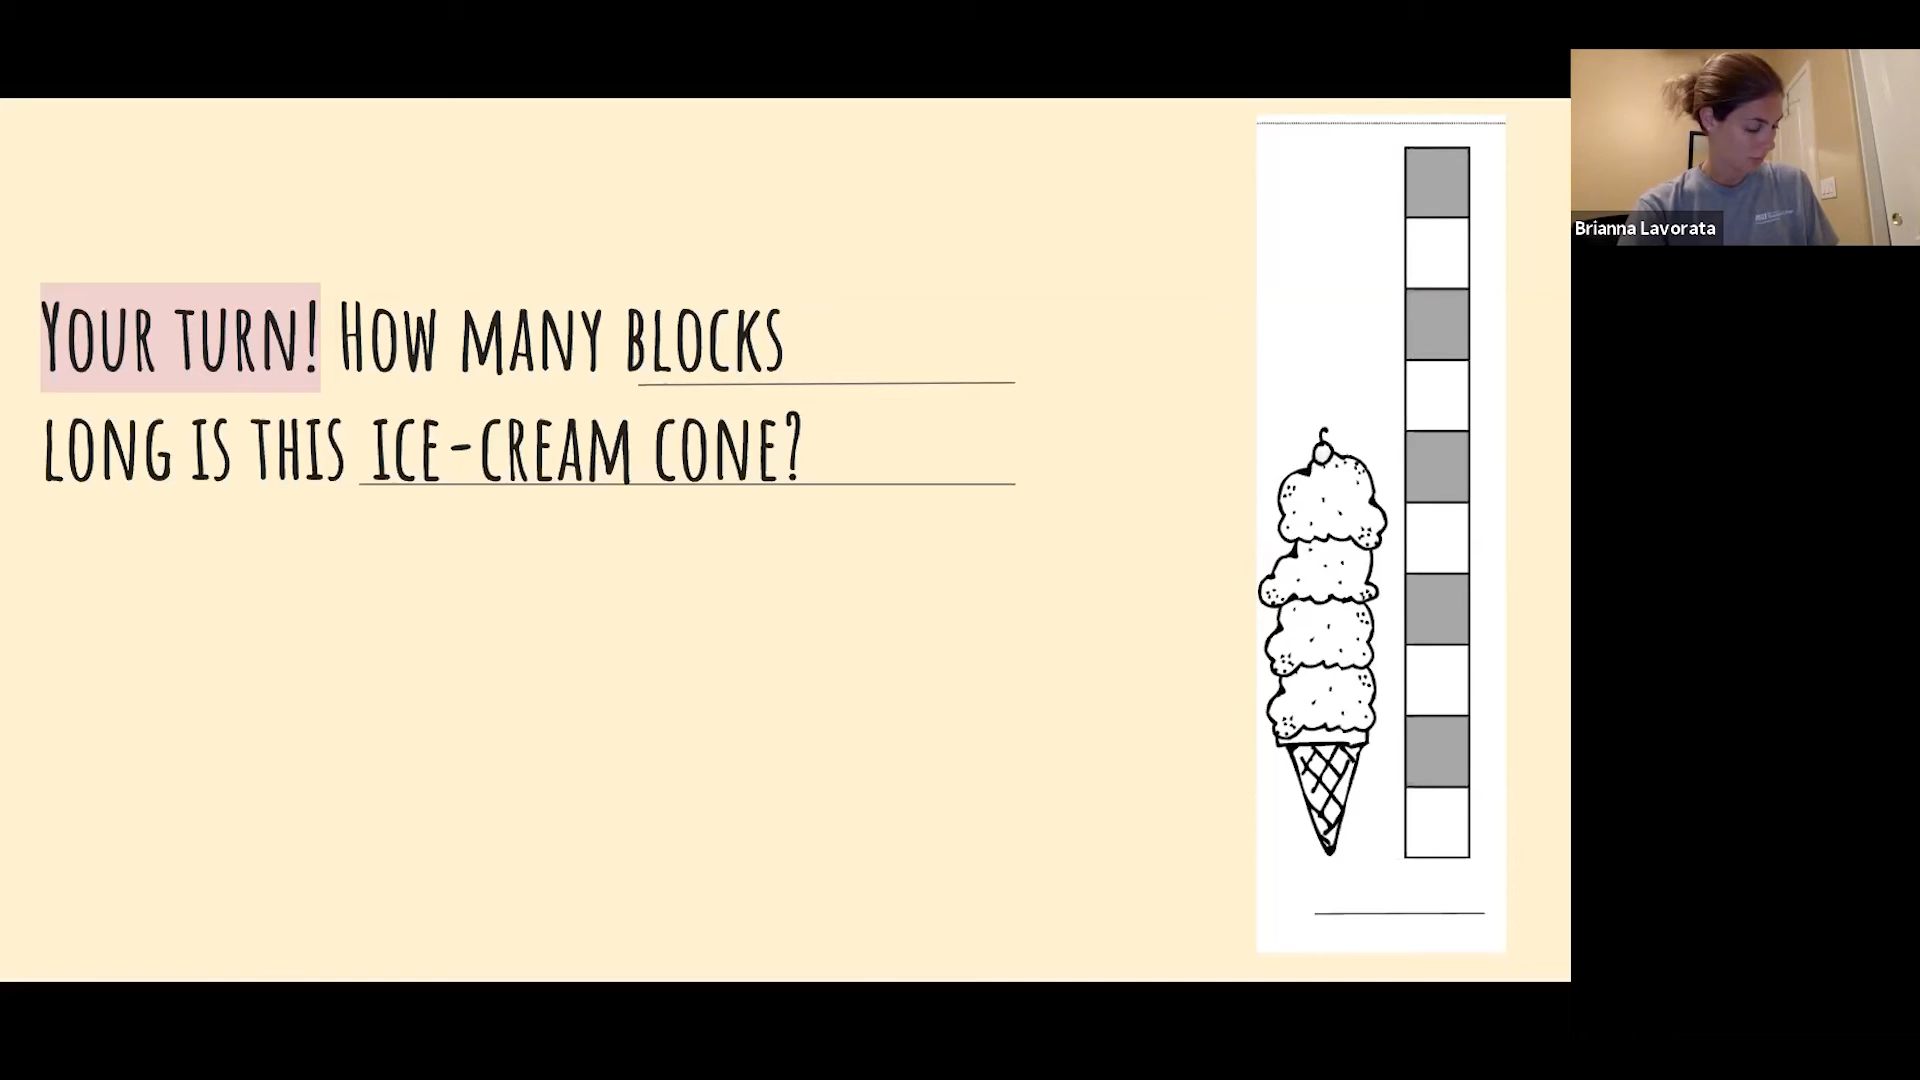 Your turn! How many blocks
long is this ice-cream cone?
Brianna Lavorata